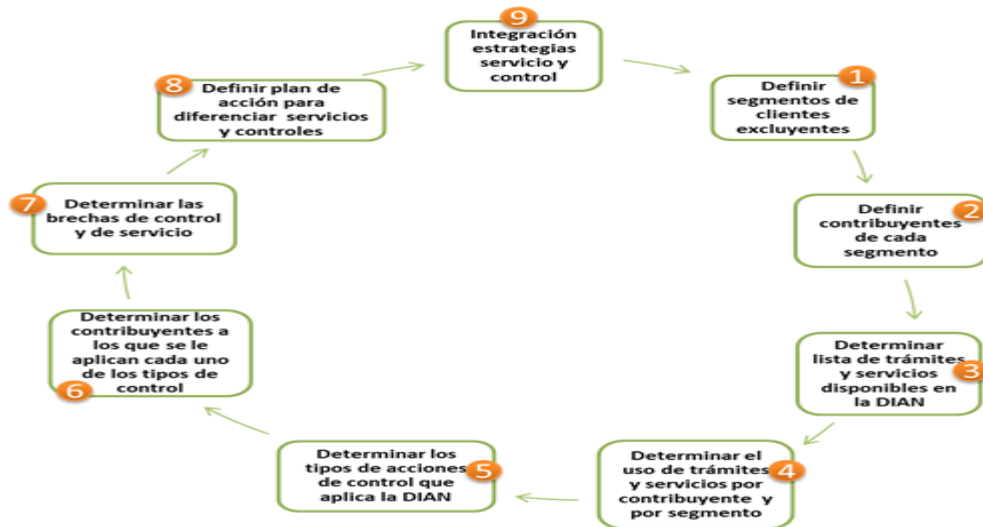 9
Integración
estrategias
servicio y
control
1
Definir
segmentos de
clientes
excluyentes
2
Definir
contribuyentes
de cada
segmento
3
Determinar
lista de trámites
y servicios
disponibles en
la DIAN
4
Determinar el
uso de trámites
y servicios por
contribuyente y
por segmento
5
Determinar los
tipos de acciones
de control que
aplica la DIAN
6
Determinar los
contribuyentes a
los que se le
aplican cada uno
de los tipos de
control
7
Determinar las
brechas de control
y de servicio
8
Definir plan de
acción para
diferenciar servicios
y controles